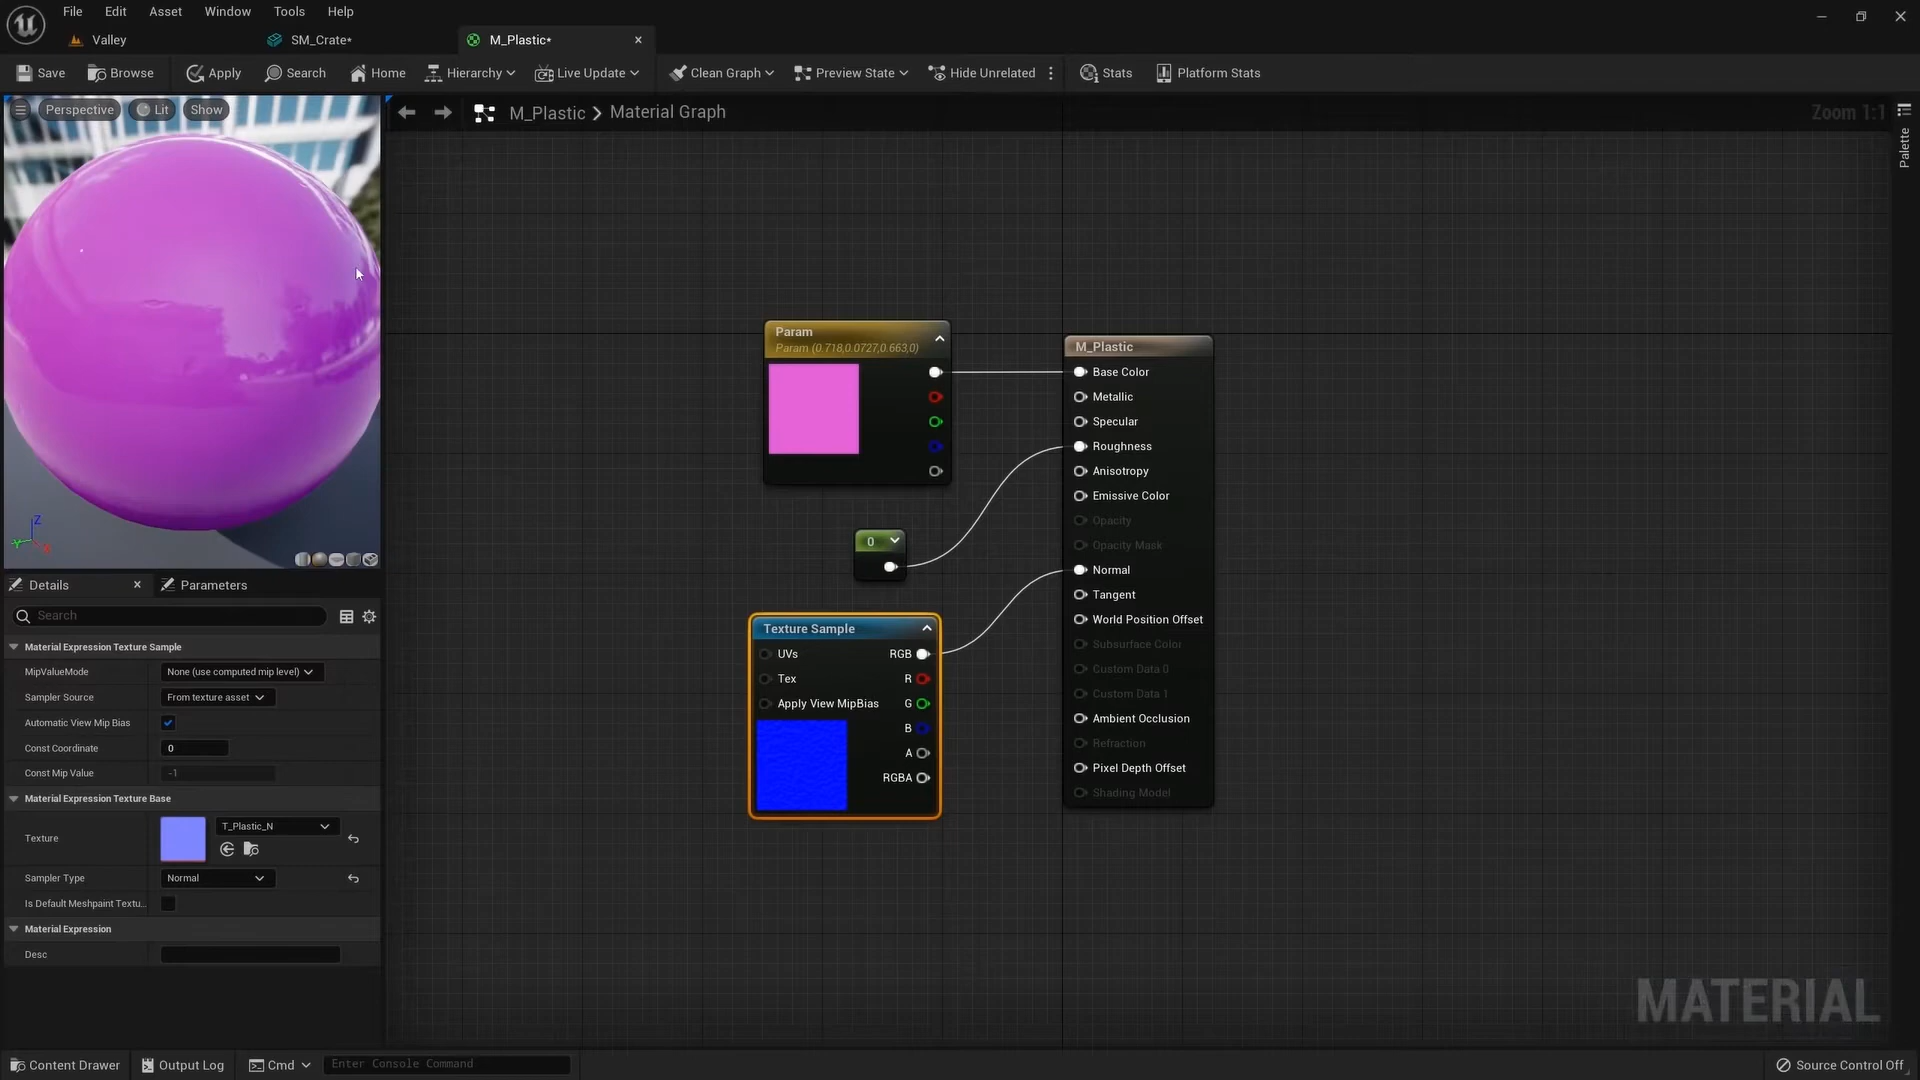 File Edit Asset Window Tools Help
Valley SM_Crate* M_Plastic*
Save Browse Apply Search Home Hierarchy Live Update Clean Graph Preview State Hide Unrelated Stats Platform Stats
Perspective Lit Show
M_Plastic Material Graph Zoom 1:1
Palette
Param
Param (0.718,0.0727,0.663,0)
M_Plastic
Base Color
Metallic
Specular
Roughness
Anisotropy
Emissive Color
Opacity
Opacity Mask
Normal
Tangent
World Position Offset
Subsurface Color
Custom Data 0
Custom Data 1
Ambient Occlusion
Refraction
Pixel Depth Offset
Shading Model
0
Texture Sample
UVs RGB
Tex R
Apply View MipBias G
B
A
RGBA
Z
Y
X
Details Parameters
Search
Material Expression Texture Sample
MipValueMode None (use computed mip level)
Sampler Source From texture asset
Automatic View Mip Bias
Const Coordinate 0
Const Mip Value -1
Material Expression Texture Base
Texture T_Plastic_N
Sampler Type Normal
Is Default Meshpaint Textu...
Material Expression
Desc
MATERIAL
Content Drawer Output Log Cmd Enter Console Command Source Control Off